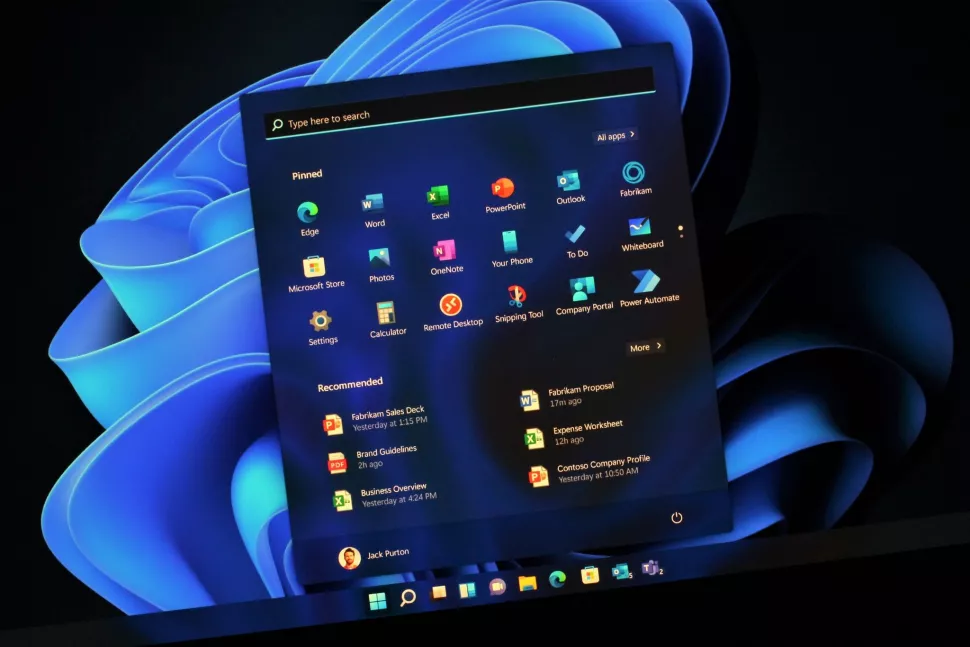 Type here to search
All apps >
Pinned
Edge
Word
Excel
PowerPoint
Outlook
Fabrikam
Microsoft Store
Photos
OneNote
Your Phone
To Do
Whiteboard
Settings
Calculator
Remote Desktop
Snipping Tool
Company Portal
Power Automate
More >
Recommended
Fabrikam Sales Deck
Yesterday at 1:15 PM
Fabrikam Proposal
17m ago
Brand Guidelines
2h ago
Expense Worksheet
12h ago
Business Overview
Yesterday at 4:24 PM
Contoso Company Profile
Yesterday at 10:50 AM
Jack Purton
5
2